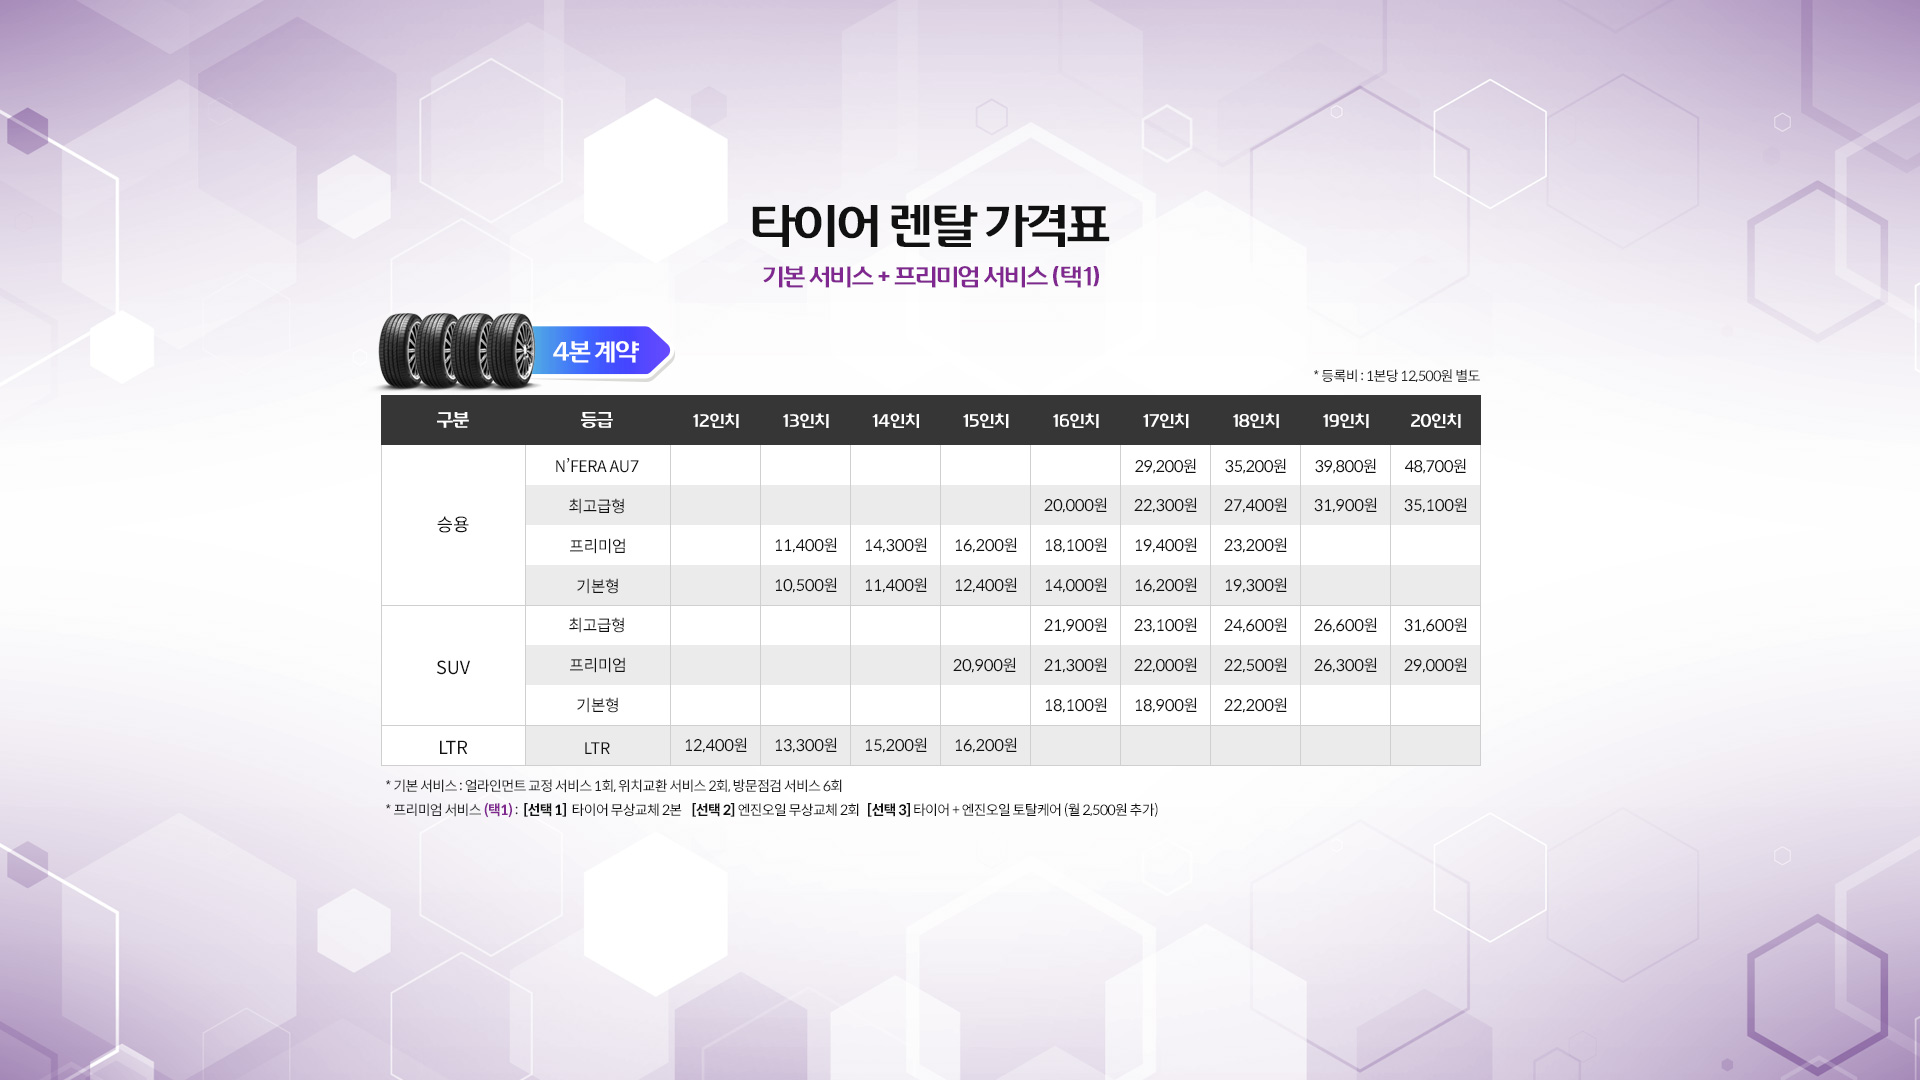 타이어 렌탈 가격표
기본 서비스 + 프리미엄 서비스 (택1)
4본 계약
* 등록비 : 1본당 12,500원 별도
구분 등급 12인치 13인치 14인치 15인치 16인치 17인치 18인치 19인치 20인치
승용
N’FERA AU7 29,200원 35,200원 39,800원 48,700원
최고급형 20,000원 22,300원 27,400원 31,900원 35,100원
프리미엄 11,400원 14,300원 16,200원 18,100원 19,400원 23,200원
기본형 10,500원 11,400원 12,400원 14,000원 16,200원 19,300원
SUV
최고급형 21,900원 23,100원 24,600원 26,600원 31,600원
프리미엄 20,900원 21,300원 22,000원 22,500원 26,300원 29,000원
기본형 18,100원 18,900원 22,200원
LTR LTR 12,400원 13,300원 15,200원 16,200원
* 기본 서비스 : 얼라인먼트 교정 서비스 1회, 위치교환 서비스 2회, 방문점검 서비스 6회
* 프리미엄 서비스 (택1) : [선택 1] 타이어 무상교체 2본 [선택 2] 엔진오일 무상교체 2회 [선택 3] 타이어 + 엔진오일 토탈케어 (월 2,500원 추가)